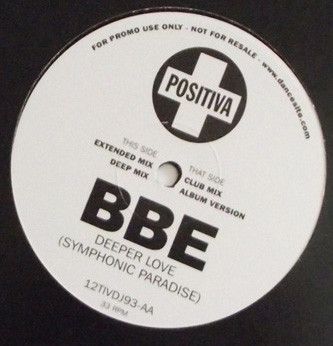 FOR PROMO USE ONLY - NOT FOR RESALE - www.dancesite.com
POSITIVA
THIS SIDE
EXTENDED MIX
DEEP MIX
THAT SIDE
CLUB MIX
ALBUM VERSION
BBE
DEEPER LOVE
(SYMPHONIC PARADISE)
12TIVDJ93-AA
33 RPM